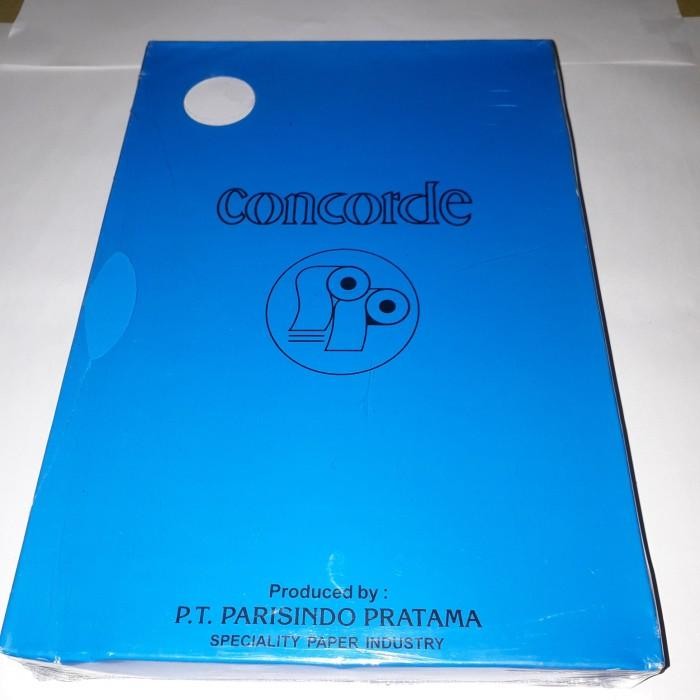 concorde
Produced by :
P.T. PARISINDO PRATAMA
SPECIALITY PAPER INDUSTRY